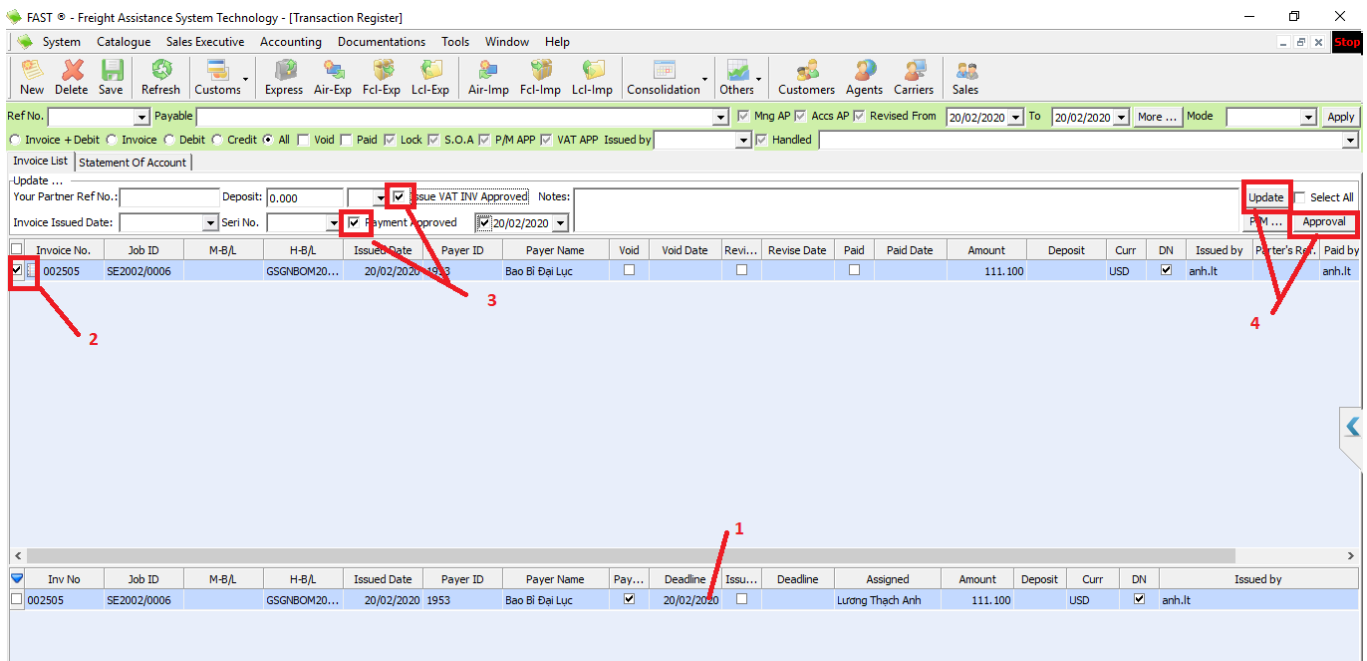 FAST ® - Freight Assistance System Technology - [Transaction Register]
System Catalogue Sales Executive Accounting Documentations Tools Window Help
Stop
New Delete Save Refresh Customs Express Air-Exp Fcl-Exp Lcl-Exp Air-Imp Fcl-Imp Lcl-Imp Consolidation Others Customers Agents Carriers Sales
Ref No. Payable Mng AP Accs AP Revised From 20/02/2020 To 20/02/2020 More ... Mode Apply
Invoice + Debit Invoice Debit Credit All Void Paid Lock S.O.A P/M APP VAT APP Issued by Handled
Invoice List Statement Of Account
Update ...
Your Partner Ref No.: Deposit: 0.000 Issue VAT INV Approved Notes: Update Select All
Invoice Issued Date: Seri No. Payment Approved 20/02/2020 P/M ... Approval
Invoice No. Job ID M-B/L H-B/L Issued Date Payer ID Payer Name Void Void Date Revi... Revise Date Paid Paid Date Amount Deposit Curr DN Issued by Parter's Ref. Paid by
002505 SE2002/0006 GSGNBOM20... 20/02/2020 1953 Bao Bì Đại Lục 111.100 USD anh.lt anh.lt
3
4
2
1
Inv No Job ID M-B/L H-B/L Issued Date Payer ID Payer Name Pay... Deadline Issu... Deadline Assigned Amount Deposit Curr DN Issued by
002505 SE2002/0006 GSGNBOM20... 20/02/2020 1953 Bao Bì Đại Lục 20/02/2020 Lương Thạch Anh 111.100 USD anh.lt